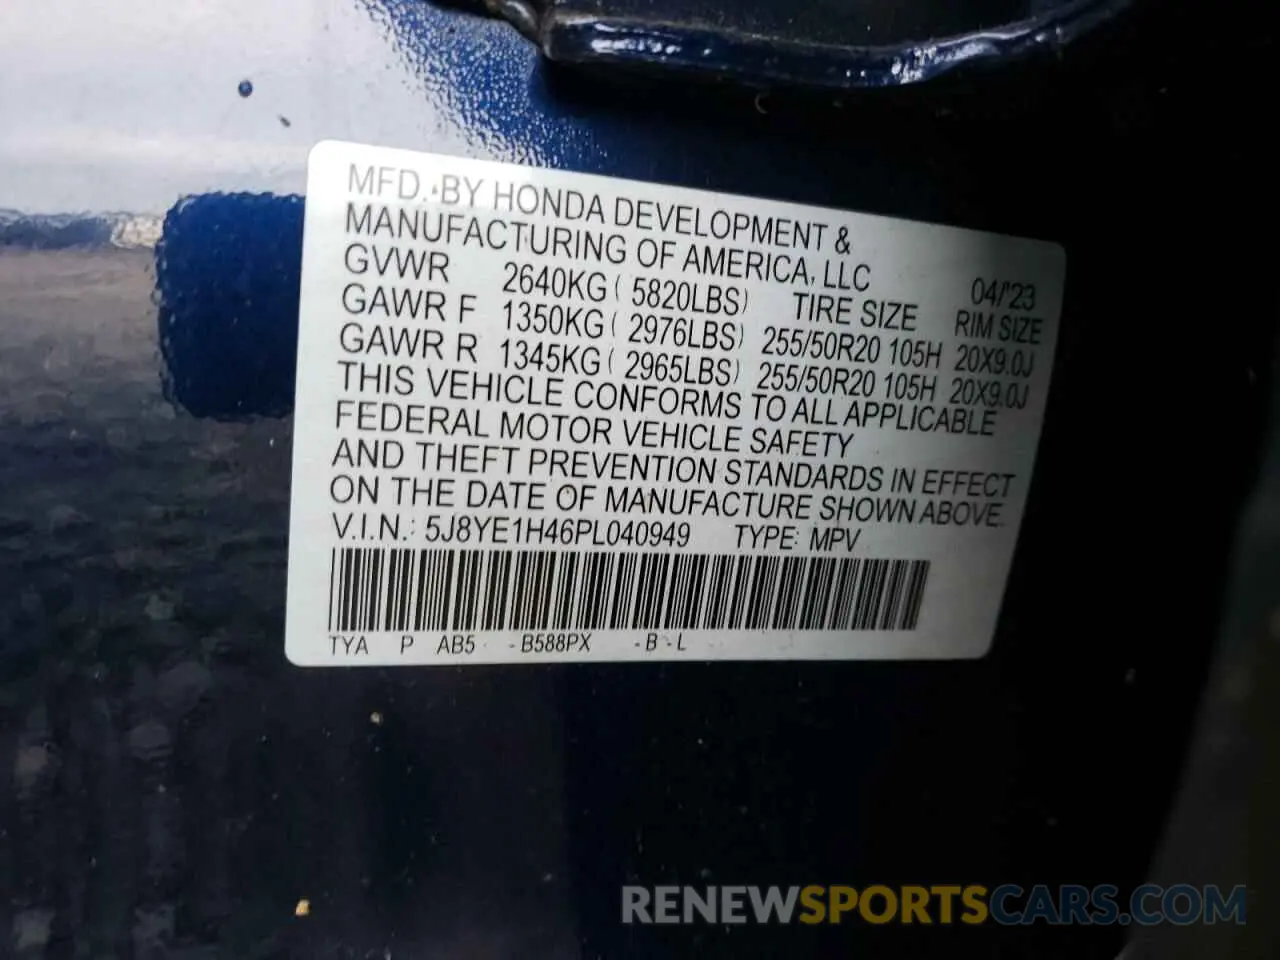 MFD. BY HONDA DEVELOPMENT &
MANUFACTURING OF AMERICA, LLC 04/'23
GVWR 2640KG ( 5820LBS) TIRE SIZE RIM SIZE
GAWR F 1350KG ( 2976LBS) 255/50R20 105H 20X9.0J
GAWR R 1345KG ( 2965LBS) 255/50R20 105H 20X9.0J
THIS VEHICLE CONFORMS TO ALL APPLICABLE
FEDERAL MOTOR VEHICLE SAFETY
AND THEFT PREVENTION STANDARDS IN EFFECT
ON THE DATE OF MANUFACTURE SHOWN ABOVE.
V.I.N.: 5J8YE1H46PL040949 TYPE: MPV
TYA P AB5 -B588PX -B-L
RENEWSPORTSCARS.COM